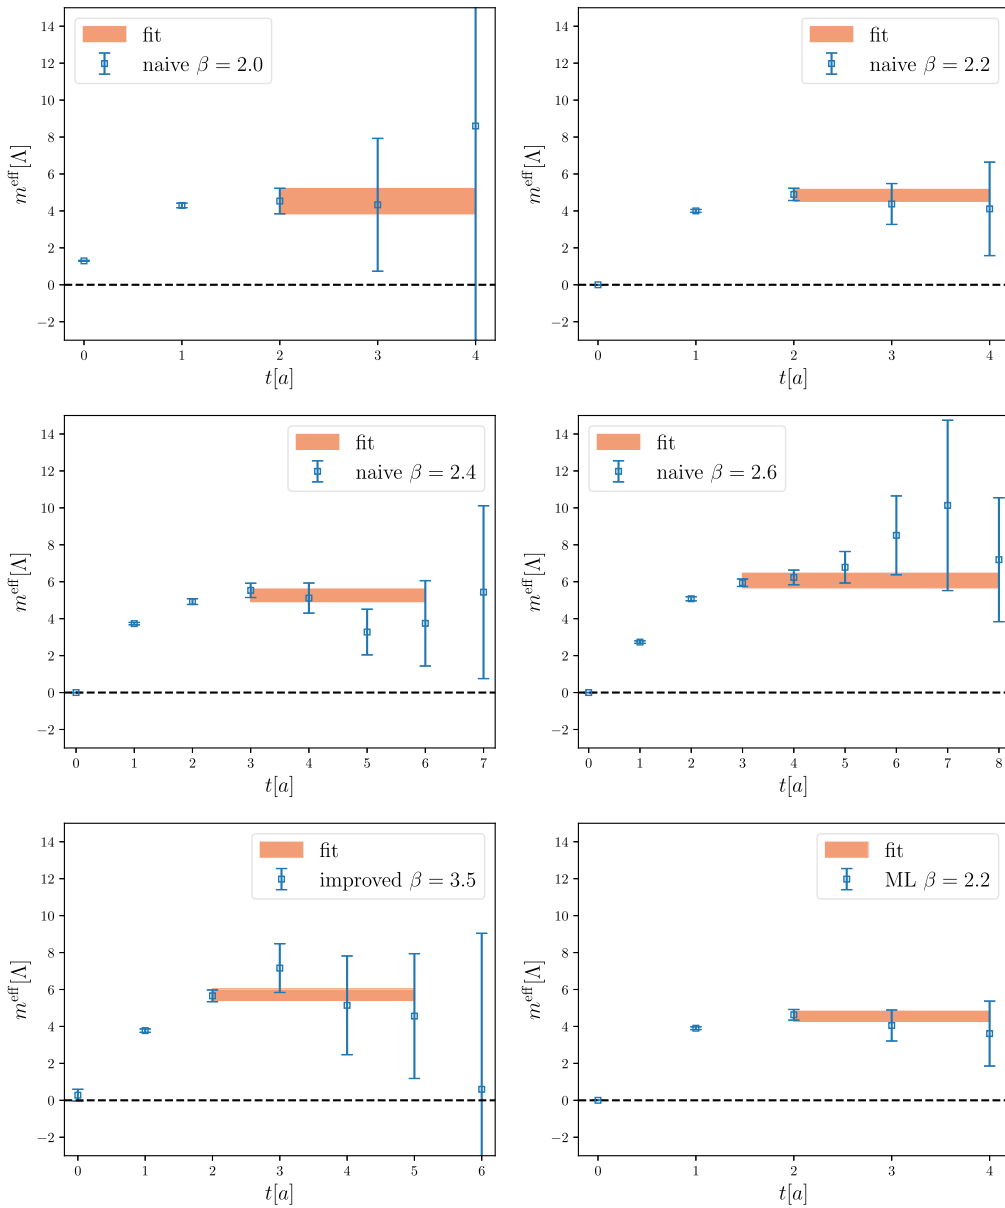 fit
naive β = 2.0
m^eff[Λ]
14
12
10
8
6
4
2
0
−2
0 1 2 3 4
t[a]
fit
naive β = 2.2
m^eff[Λ]
14
12
10
8
6
4
2
0
−2
0 1 2 3 4
t[a]
fit
naive β = 2.4
m^eff[Λ]
14
12
10
8
6
4
2
0
−2
0 1 2 3 4 5 6 7
t[a]
fit
naive β = 2.6
m^eff[Λ]
14
12
10
8
6
4
2
0
−2
0 1 2 3 4 5 6 7 8
t[a]
fit
improved β = 3.5
m^eff[Λ]
14
12
10
8
6
4
2
0
−2
0 1 2 3 4 5 6
t[a]
fit
ML β = 2.2
m^eff[Λ]
14
12
10
8
6
4
2
0
−2
0 1 2 3 4
t[a]